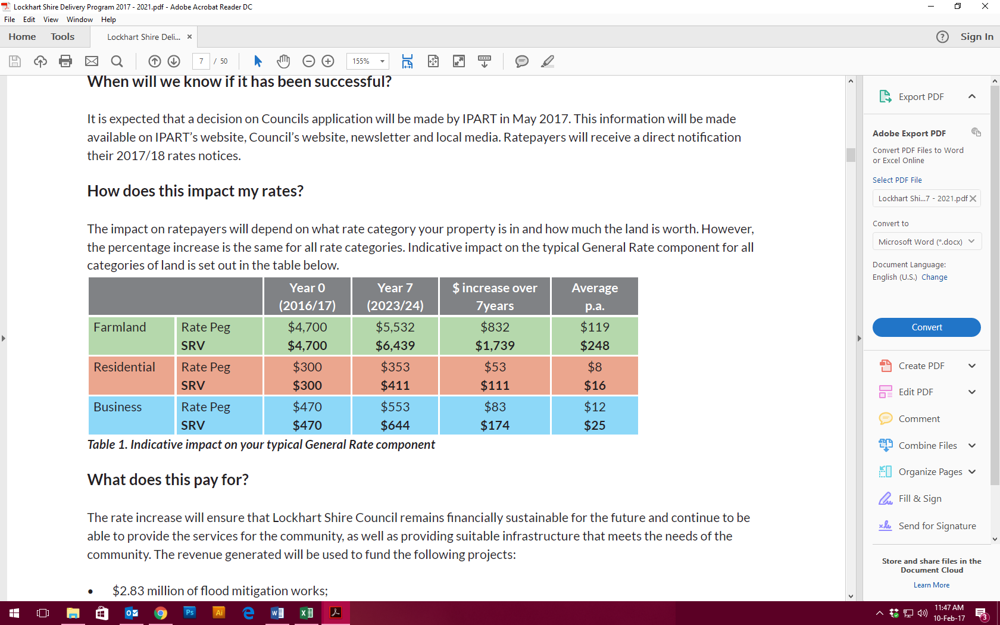 Lockhart Shire Delivery Program 2017 - 2021.pdf - Adobe Acrobat Reader DC
File Edit View Window Help
Home Tools Lockhart Shire Deli... × ? Sign In
7 / 50 155%
When will we know if it has been successful?
It is expected that a decision on Councils application will be made by IPART in May 2017. This information will be made
available on IPART's website, Council's website, newsletter and local media. Ratepayers will receive a direct notification
their 2017/18 rates notices.
How does this impact my rates?
The impact on ratepayers will depend on what rate category your property is in and how much the land is worth. However,
the percentage increase is the same for all rate categories. Indicative impact on the typical General Rate component for all
categories of land is set out in the table below.
Year 0 Year 7 $ increase over Average
(2016/17) (2023/24) 7years p.a.
Farmland Rate Peg $4,700 $5,532 $832 $119
SRV $4,700 $6,439 $1,739 $248
Residential Rate Peg $300 $353 $53 $8
SRV $300 $411 $111 $16
Business Rate Peg $470 $553 $83 $12
SRV $470 $644 $174 $25
Table 1. Indicative impact on your typical General Rate component
What does this pay for?
The rate increase will ensure that Lockhart Shire Council remains financially sustainable for the future and continue to be
able to provide the services for the community, as well as providing suitable infrastructure that meets the needs of the
community. The revenue generated will be used to fund the following projects:
• $2.83 million of flood mitigation works;
Export PDF
Adobe Export PDF
Convert PDF Files to Word
or Excel Online
Select PDF File
Lockhart Shi...7 - 2021.pdf
Convert to
Microsoft Word (*.docx)
Document Language:
English (U.S.) Change
Convert
Create PDF
Edit PDF
Comment
Combine Files
Organize Pages
Fill & Sign
Send for Signature
Store and share files in the
Document Cloud
Learn More
Ps Ai
11:47 AM
10-Feb-17
3